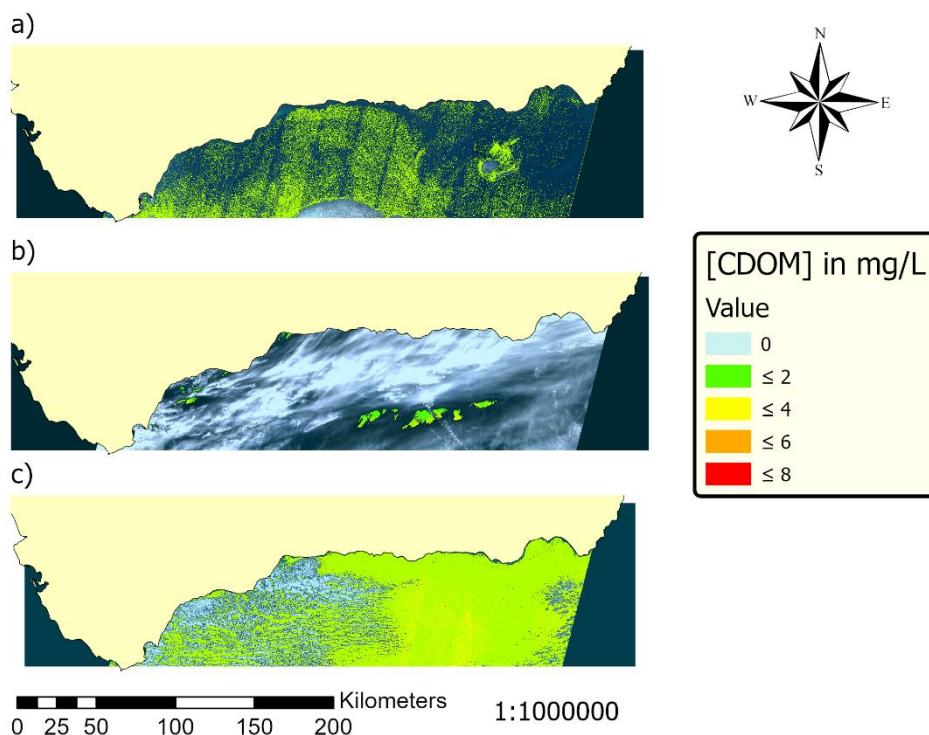 a)
N
W E
S
b)
[CDOM] in mg/L
Value
0
≤ 2
≤ 4
≤ 6
≤ 8
c)
Kilometers
0 25 50 100 150 200
1:1000000